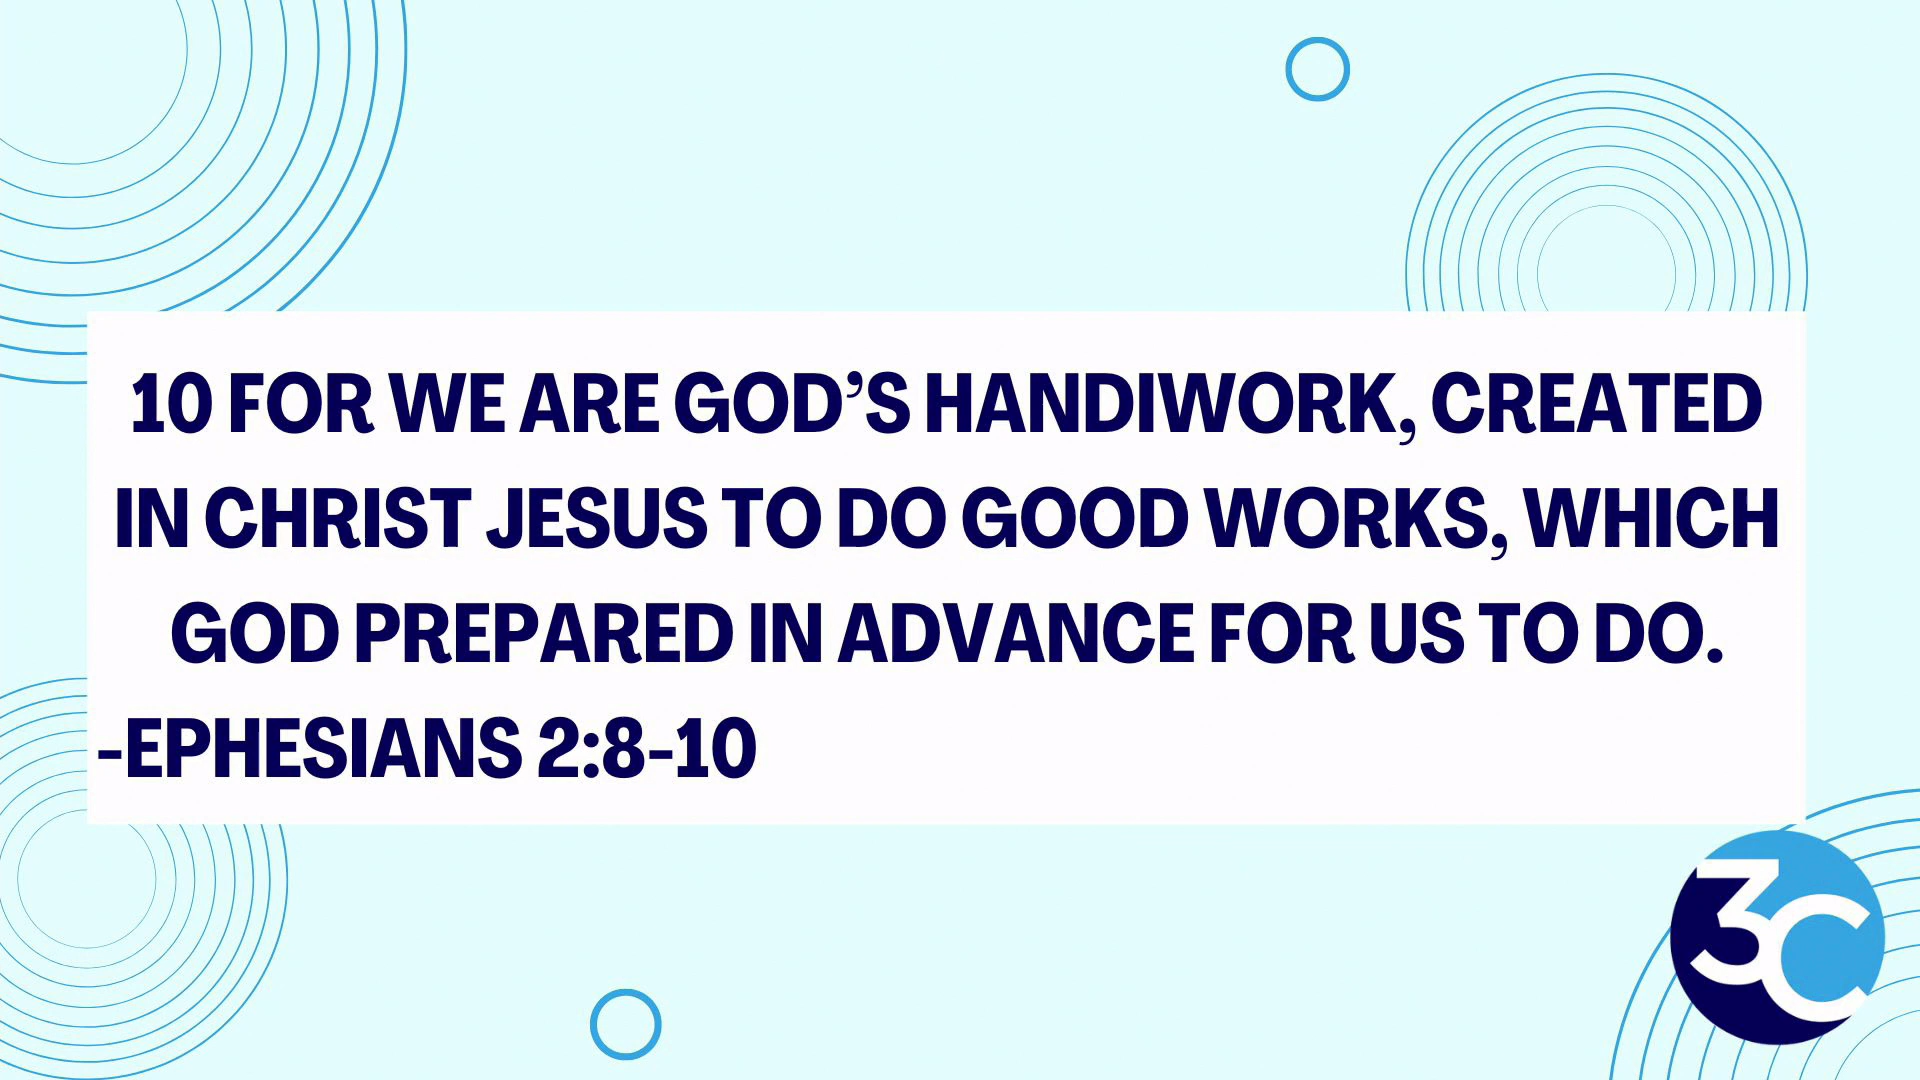 10 FOR WE ARE GOD’S HANDIWORK, CREATED
IN CHRIST JESUS TO DO GOOD WORKS, WHICH
GOD PREPARED IN ADVANCE FOR US TO DO.
-EPHESIANS 2:8-10
3C